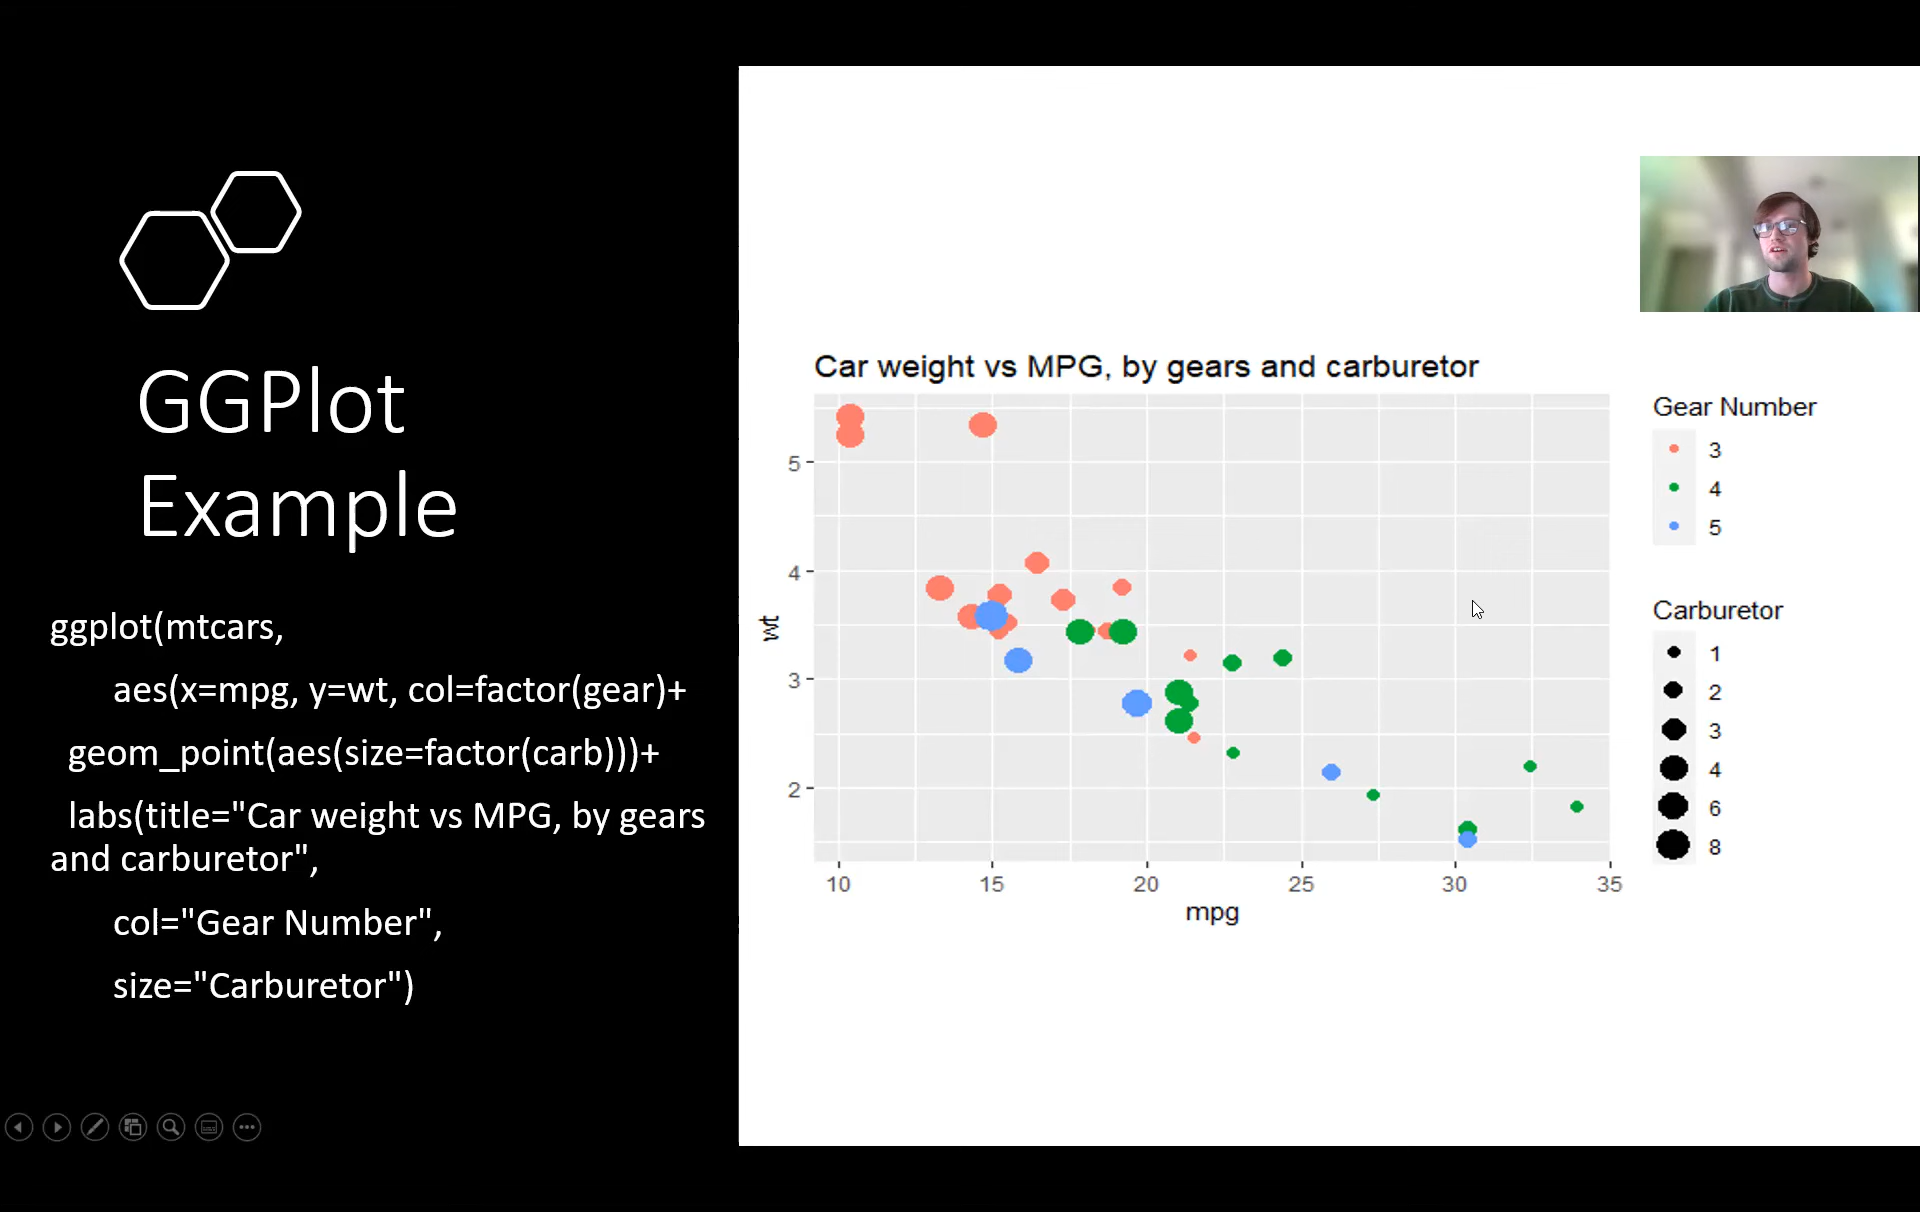 GGPlot
Example
ggplot(mtcars,
aes(x=mpg, y=wt, col=factor(gear)+
geom_point(aes(size=factor(carb)))+
labs(title="Car weight vs MPG, by gears
and carburetor",
col="Gear Number",
size="Carburetor")
Car weight vs MPG, by gears and carburetor
wt
5
4
3
2
10 15 20 25 30 35
mpg
Gear Number
3
4
5
Carburetor
1
2
3
4
6
8